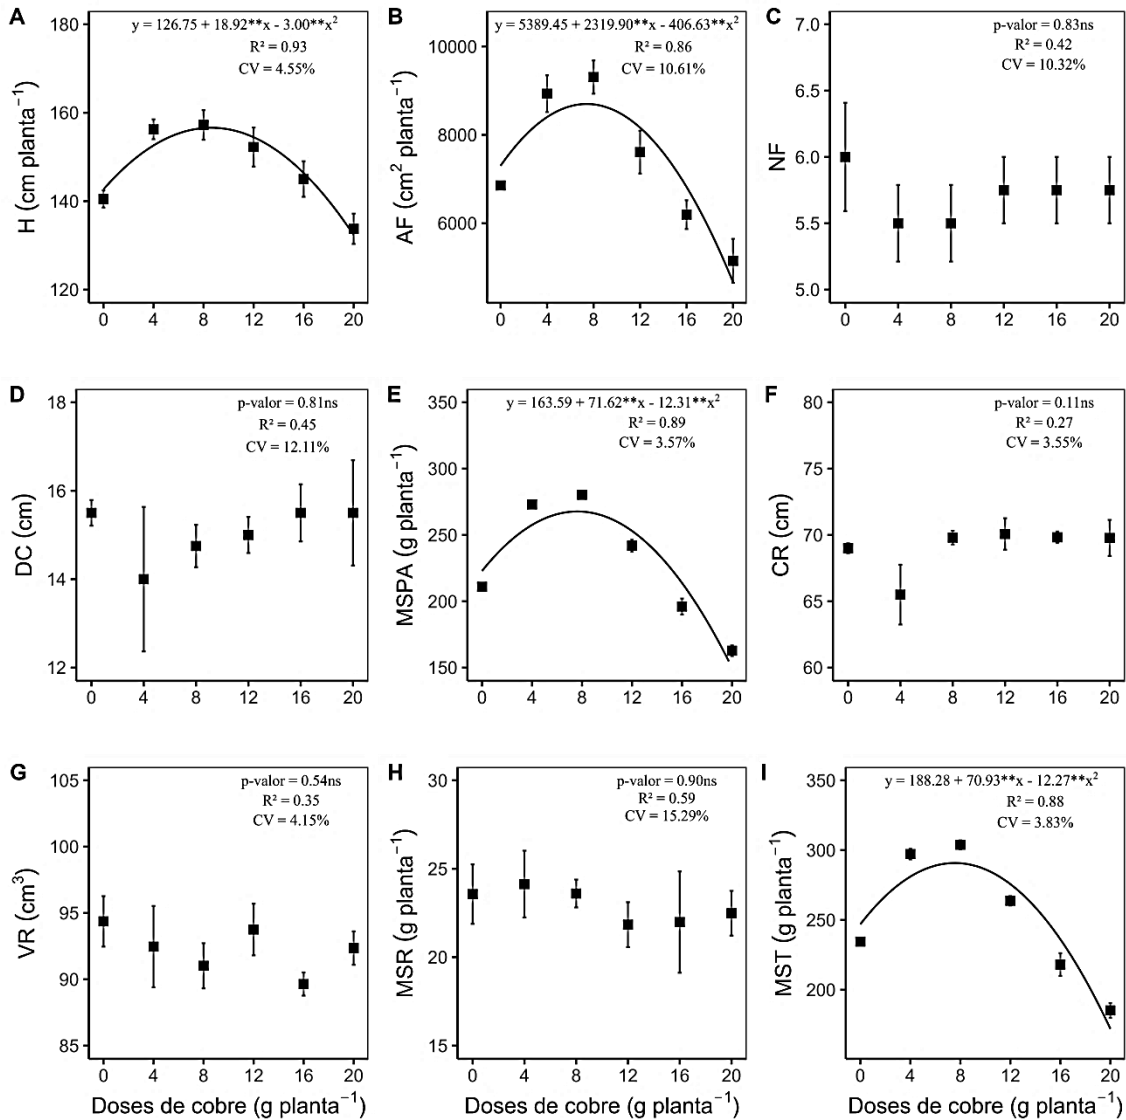 A
y = 126.75 + 18.92**x - 3.00**x²
R² = 0.93
CV = 4.55%
H (cm planta⁻¹)
180
160
140
120
0 4 8 12 16 20
B
y = 5389.45 + 2319.90**x - 406.63**x²
R² = 0.86
CV = 10.61%
AF (cm² planta⁻¹)
10000
8000
6000
0 4 8 12 16 20
C
p-valor = 0.83ns
R² = 0.42
CV = 10.32%
NF
7.0
6.5
6.0
5.5
5.0
0 4 8 12 16 20
D
p-valor = 0.81ns
R² = 0.45
CV = 12.11%
DC (cm)
18
16
14
12
0 4 8 12 16 20
E
y = 163.59 + 71.62**x - 12.31**x²
R² = 0.89
CV = 3.57%
MSPA (g planta⁻¹)
350
300
250
200
150
0 4 8 12 16 20
F
p-valor = 0.11ns
R² = 0.27
CV = 3.55%
CR (cm)
80
75
70
65
60
0 4 8 12 16 20
G
p-valor = 0.54ns
R² = 0.35
CV = 4.15%
VR (cm³)
105
100
95
90
85
0 4 8 12 16 20
Doses de cobre (g planta⁻¹)
H
p-valor = 0.90ns
R² = 0.59
CV = 15.29%
MSR (g planta⁻¹)
30
25
20
15
0 4 8 12 16 20
Doses de cobre (g planta⁻¹)
I
y = 188.28 + 70.93**x - 12.27**x²
R² = 0.88
CV = 3.83%
MST (g planta⁻¹)
350
300
250
200
0 4 8 12 16 20
Doses de cobre (g planta⁻¹)